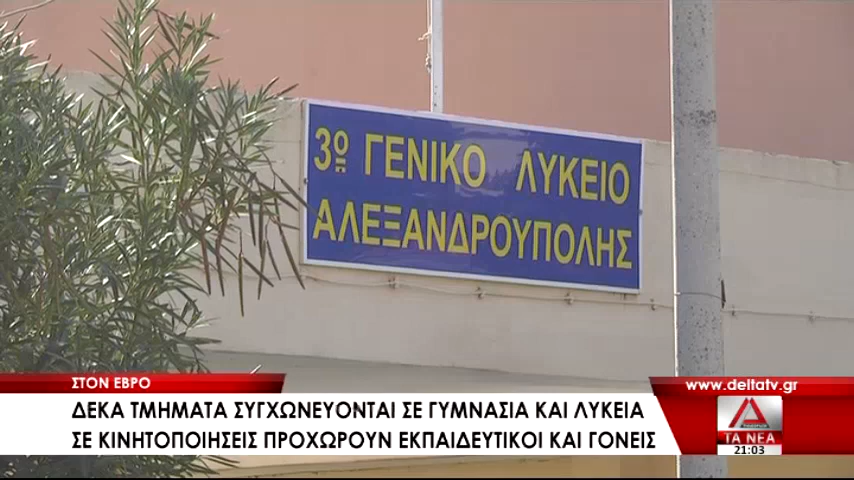 3ο ΓΕΝΙΚΟ ΛΥΚΕΙΟ
ΑΛΕΞΑΝΔΡΟΥΠΟΛΗΣ
ΣΤΟΝ ΕΒΡΟ
ΔΕΚΑ ΤΜΗΜΑΤΑ ΣΥΓΧΩΝΕΥΟΝΤΑΙ ΣΕ ΓΥΜΝΑΣΙΑ ΚΑΙ ΛΥΚΕΙΑ
ΣΕ ΚΙΝΗΤΟΠΟΙΗΣΕΙΣ ΠΡΟΧΩΡΟΥΝ ΕΚΠΑΙΔΕΥΤΙΚΟΙ ΚΑΙ ΓΟΝΕΙΣ
www.deltatv.gr
ΤΑ ΝΕΑ
21:03